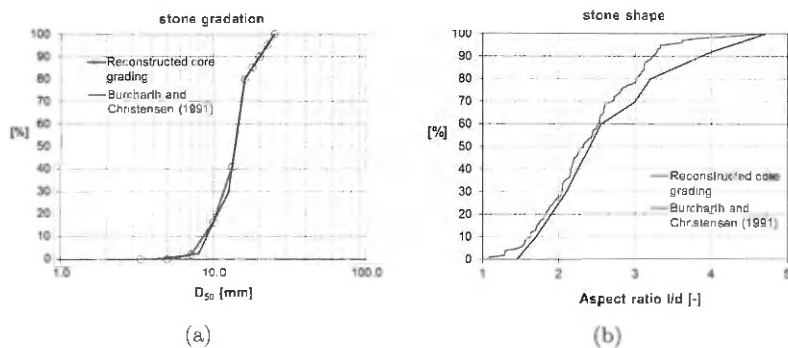 stone gradation
100
90
80
70
60
50
40
30
20
10
0
[%]
Reconstructed core
grading
Burcharth and
Christensen (1991)
1.0
10.0
100.0
D50 [mm]
(a)
stone shape
100
90
80
70
60
50
40
30
20
10
0
[%]
Reconstructed core
grading
Burcharth and
Christensen (1991)
1
2
3
4
5
Aspect ratio l/d [-]
(b)